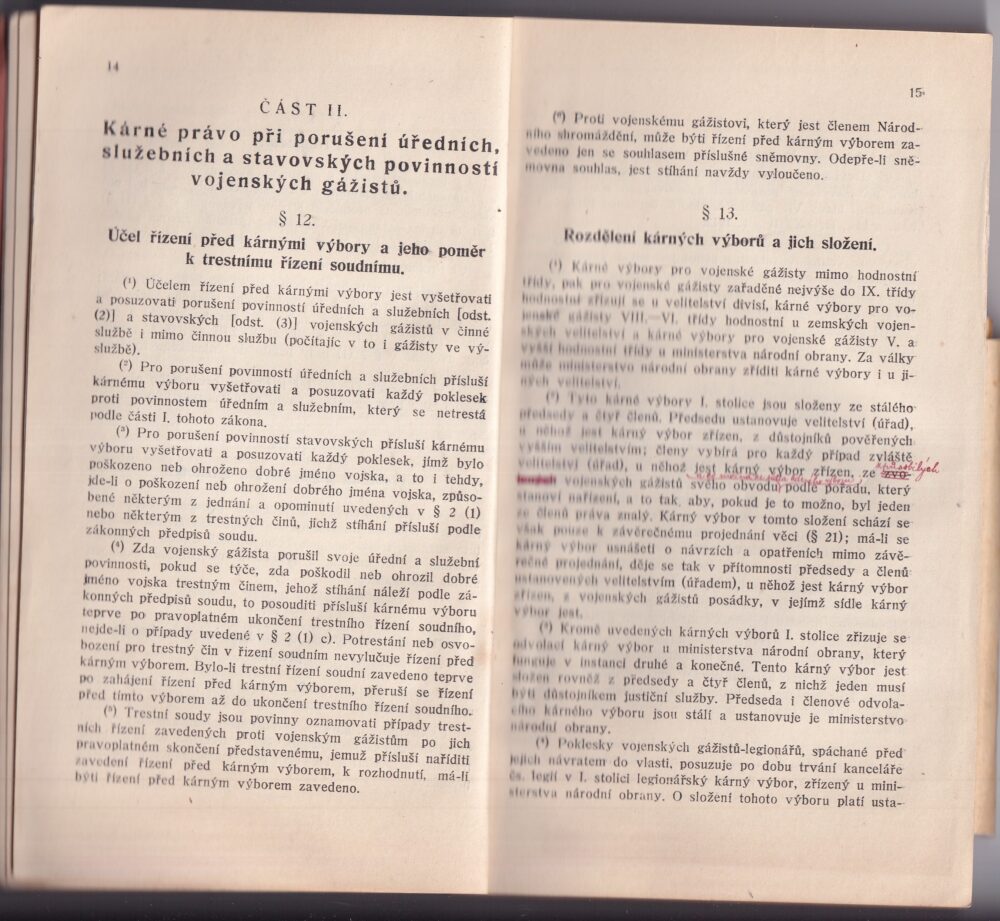 14
ČÁST II.
Kárné právo při porušení úředních,
služebních a stavovských povinností
vojenských gážistů.
§ 12.
Účel řízení před kárnými výbory a jeho poměr
k trestnímu řízení soudnímu.
(¹) Účelem řízení před kárnými výbory jest vyšetřovati
a posuzovati porušení povinností úředních a služebních [odst.
(2)] a stavovských [odst. (3)] vojenských gážistů v činné
službě i mimo činnou službu (počítajíc v to i gážisty ve vý-
službě).
(²) Pro porušení povinností úředních a služebních přísluší
kárnému výboru vyšetřovati a posuzovati každý poklesek
proti povinnostem úředním a služebním, který se netrestá
podle části I. tohoto zákona.
(³) Pro porušení povinností stavovských přísluší kárnému
výboru vyšetřovati a posuzovati každý poklesek, jímž bylo
poškozeno neb ohroženo dobré jméno vojska, a to i tehdy,
jde-li o poškození neb ohrožení dobrého jména vojska, způso-
bené některým z jednání a opominutí uvedených v § 2 (1)
nebo některým z trestných činů, jichž stíhání přísluší podle
zákonných předpisů soudu.
(⁴) Zda vojenský gážista porušil svoje úřední a služební
povinnosti, pokud se týče, zda poškodil neb ohrozil dobré
jméno vojska trestným činem, jehož stíhání náleží podle zá-
konných předpisů soudu, to posouditi přísluší kárnému výboru
teprve po pravoplatném ukončení trestního řízení soudního,
nejde-li o případy uvedené v § 2 (1) c). Potrestání neb osvo-
bození pro trestný čin v řízení soudním nevylučuje řízení před
kárným výborem. Bylo-li trestní řízení soudní zavedeno teprve
po zahájení řízení před kárným výborem, přeruší se řízení
před tímto výborem až do ukončení trestního řízení soudního.
(⁵) Trestní soudy jsou povinny oznamovati případy trest-
ních řízení zavedených proti vojenským gážistům po jich
pravoplatném skončení představenému, jemuž přísluší naříditi
zavedení řízení před kárným výborem, k rozhodnutí, má-li
býti řízení před kárným výborem zavedeno.
15
(⁶) Proti vojenskému gážistovi, který jest členem Národ-
ního shromáždění, může býti řízení před kárným výborem za-
vedeno jen se souhlasem příslušné sněmovny. Odepře-li sně-
movna souhlas, jest stíhání navždy vyloučeno.
§ 13.
Rozdělení kárných výborů a jich složení.
(¹) Kárné výbory pro vojenské gážisty mimo hodnostní
třídy, pak pro vojenské gážisty zařaděné nejvýše do IX. třídy
hodnostní zřizují se u velitelství divisí, kárné výbory pro vo-
jenské gážisty VIII.—VI. třídy hodnostní u zemských vojen-
ských velitelství a kárné výbory pro vojenské gážisty V. a
vyšší hodnostní třídy u ministerstva národní obrany. Za války
může ministerstvo národní obrany zříditi kárné výbory i u ji-
ných velitelství.
(²) Tyto kárné výbory I. stolice jsou složeny ze stálého
předsedy a čtyř členů. Předsedu ustanovuje velitelství (úřad),
u něhož jest kárný výbor zřízen, z důstojníků pověřených
vyšším velitelstvím; členy vybírá pro každý případ zvláště
velitelství (úřad), u něhož jest kárný výbor zřízen, ze zvo-
vojenských gážistů svého obvodu podle pořadu, který
stanoví nařízení, a to tak, aby, pokud je to možno, byl jeden
ze členů práva znalý. Kárný výbor v tomto složení schází se
však pouze k závěrečnému projednání věci (§ 21); má-li se
kárný výbor usnášeti o návrzích a opatřeních mimo závě-
rečné projednání, děje se tak v přítomnosti předsedy a členů
ustanovených velitelstvím (úřadem), u něhož jest kárný výbor
zřízen, z vojenských gážistů posádky, v jejímž sídle kárný
výbor jest.
(³) Kromě uvedených kárných výborů I. stolice zřizuje se
odvolací kárný výbor u ministerstva národní obrany, který
funguje v instanci druhé a konečné. Tento kárný výbor jest
složen rovněž z předsedy a čtyř členů, z nichž jeden musí
býti důstojníkem justiční služby. Předseda i členové odvola-
cího kárného výboru jsou stálí a ustanovuje je ministerstvo
národní obrany.
(⁴) Poklesky vojenských gážistů-legionářů, spáchané před
jejich návratem do vlasti, posuzuje po dobu trvání kanceláře
čs. legií v I. stolici legionářský kárný výbor, zřízený u mini-
sterstva národní obrany. O složení tohoto výboru platí usta-